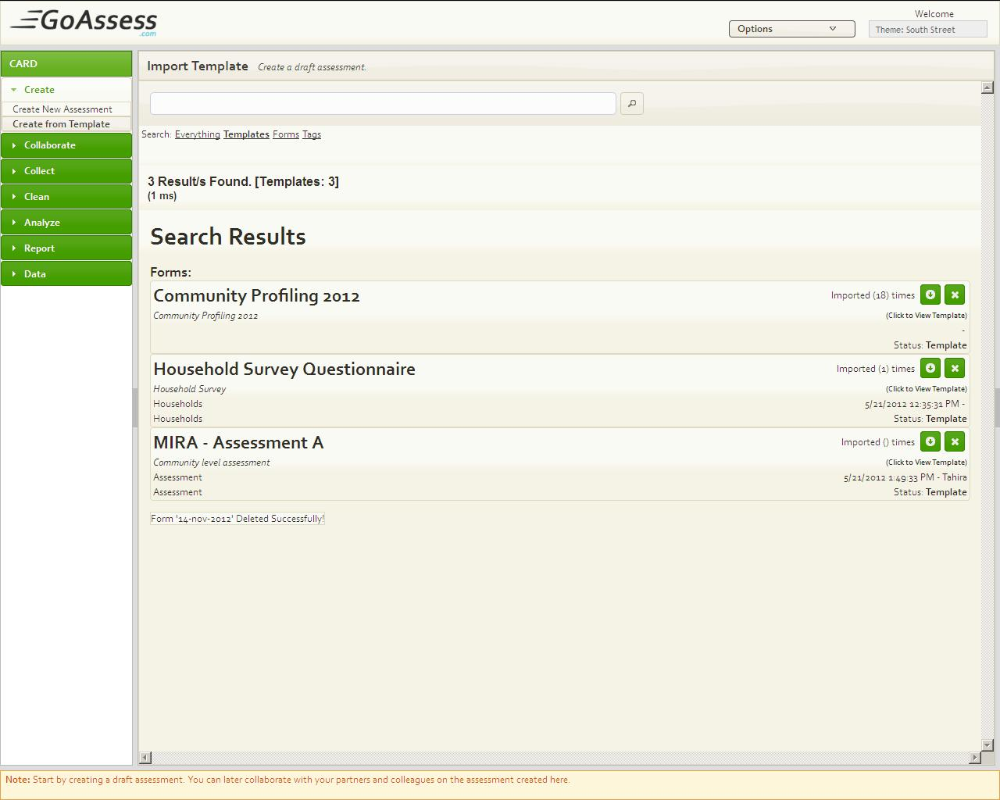 GoAssess
.com
Welcome
Options
Theme: South Street
CARD
Create
Create New Assessment
Create from Template
Collaborate
Collect
Clean
Analyze
Report
Data
Import Template Create a draft assessment.
Search: Everything Templates Forms Tags
3 Result/s Found. [Templates: 3]
(1 ms)
Search Results
Forms:
Community Profiling 2012
Imported (18) times
Community Profiling 2012
(Click to View Template)
-
Status: Template
Household Survey Questionnaire
Imported (1) times
Household Survey
(Click to View Template)
Households
5/21/2012 12:35:31 PM -
Households
Status: Template
MIRA - Assessment A
Imported () times
Community level assessment
(Click to View Template)
Assessment
5/21/2012 1:49:33 PM - Tahira
Assessment
Status: Template
Form '14-nov-2012' Deleted Successfully!
Note: Start by creating a draft assessment. You can later collaborate with your partners and colleagues on the assessment created here.